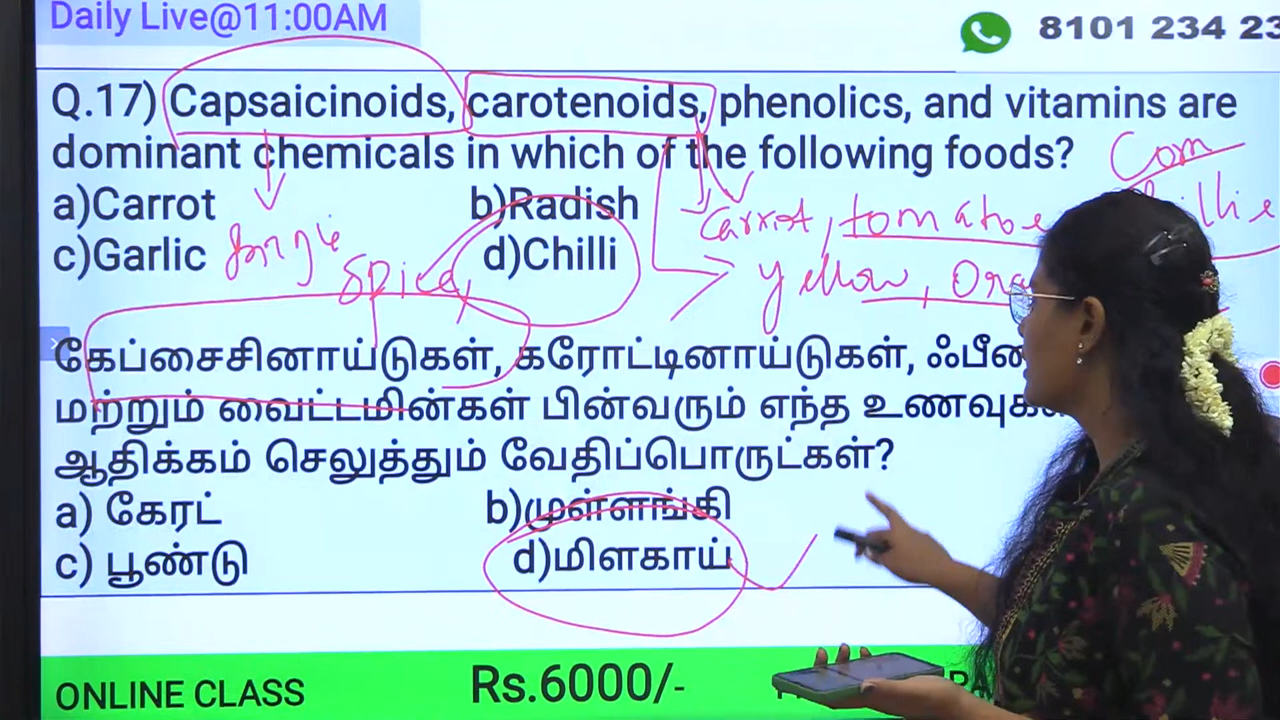 Daily Live@11:00AM
8101 234 23
Q.17) Capsaicinoids, carotenoids, phenolics, and vitamins are
dominant chemicals in which of the following foods?
Corn
a)Carrot b)Radish
carrot, tomatoe
c)Garlic d)Chilli
Spice,
yellow, Ora
கேப்சைசினாய்டுகள், கரோட்டினாய்டுகள், ஃபீன
மற்றும் வைட்டமின்கள் பின்வரும் எந்த உணவுக
ஆதிக்கம் செலுத்தும் வேதிப்பொருட்கள்?
a) கேரட் b)முள்ளங்கி
c) பூண்டு d)மிளகாய்
ONLINE CLASS Rs.6000/-